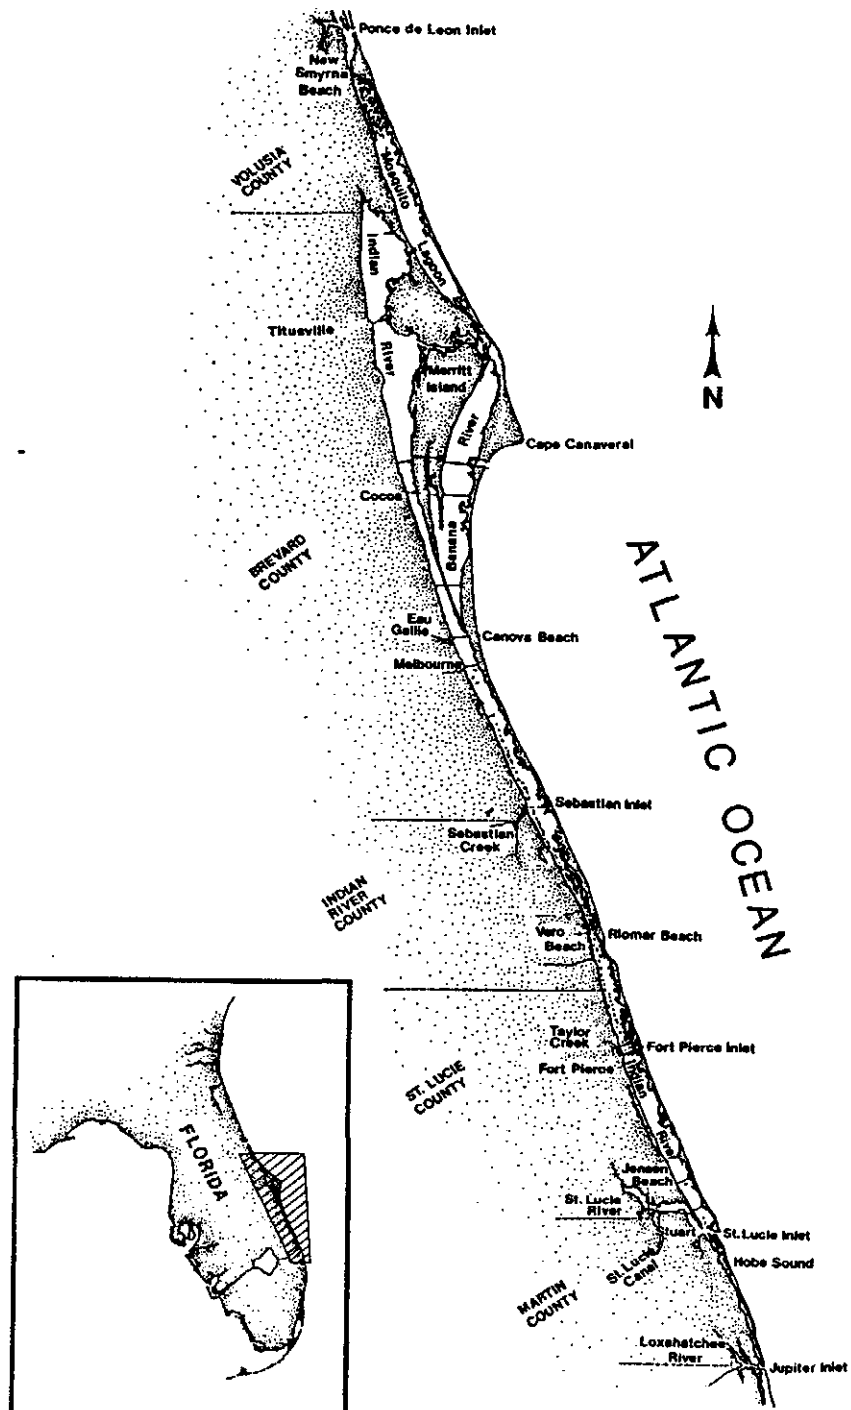 Ponce de Leon Inlet
New
Smyrna
Beach
VOLUSIA
COUNTY
Mosquito
Lagoon
Indian
River
Titusville
Merritt
Island
River
N
Cape Canaveral
Cocoa
Banana
BREVARD
COUNTY
ATLANTIC OCEAN
Eau
Gallie
Canova Beach
Melbourne
Sebastian Inlet
Sebastian
Creek
INDIAN
RIVER
COUNTY
Vero
Beach
Riomar Beach
Taylor
Creek
Fort Pierce Inlet
Fort Pierce
Indian
River
ST. LUCIE
COUNTY
FLORIDA
Jensen
Beach
St. Lucie
River
Stuart
St. Lucie Inlet
St. Lucie
Canal
Hobe Sound
MARTIN
COUNTY
Loxahatchee
River
Jupiter Inlet